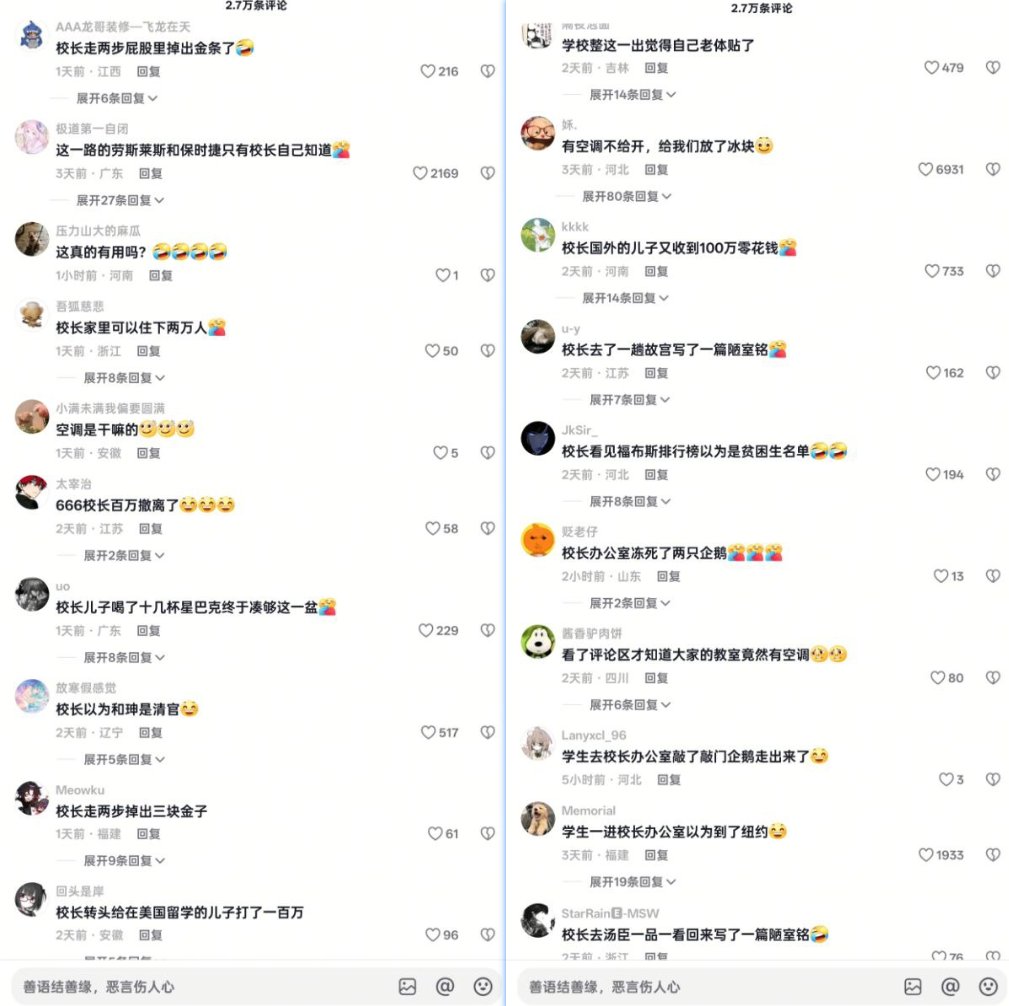 2.7万条评论
AAA龙哥装修—飞龙在天
校长走两步屁股里掉出金条了🤣
1天前·江西 回复
216
展开6条回复
极道第一自闭
这一路的劳斯莱斯和保时捷只有校长自己知道
3天前·广东 回复
2169
展开27条回复
压力山大的麻瓜
这真的有用吗？🤣🤣🤣🤣
1小时前·河南 回复
1
吾狐慈悲
校长家里可以住下两万人
1天前·浙江 回复
50
展开8条回复
小满未满我偏要圆满
空调是干嘛的
1天前·安徽 回复
5
太宰治
666校长百万撤离了
2天前·江苏 回复
58
展开2条回复
uo
校长儿子喝了十几杯星巴克终于凑够这一盆
1天前·广东 回复
229
展开8条回复
放寒假感觉
校长以为和珅是清官
2天前·辽宁 回复
517
展开5条回复
Meowku
校长走两步掉出三块金子
1天前·福建 回复
61
展开9条回复
回头是岸
校长转头给在美国留学的儿子打了一百万
2天前·安徽 回复
96
善语结善缘，恶言伤人心
2.7万条评论
学校整这一出觉得自己老体贴了
2天前·吉林 回复
479
展开14条回复
妚.
有空调不给开，给我们放了冰块
3天前·河北 回复
6931
展开80条回复
kkkk
校长国外的儿子又收到100万零花钱
2天前·河南 回复
733
展开14条回复
u-y
校长去了一趟故宫写了一篇陋室铭
2天前·江苏 回复
162
展开7条回复
JkSir_
校长看见福布斯排行榜以为是贫困生名单🤣🤣
2天前·河北 回复
194
展开8条回复
贬老仔
校长办公室冻死了两只企鹅
2小时前·山东 回复
13
展开2条回复
酱香驴肉饼
看了评论区才知道大家的教室竟然有空调
2天前·四川 回复
80
展开6条回复
Lanyxcl_96
学生去校长办公室敲了敲门企鹅走出来了
5小时前·河北 回复
3
Memorial
学生一进校长办公室以为到了纽约
3天前·福建 回复
1933
展开19条回复
StarRain🅴-MSW
校长去汤臣一品一看回来写了一篇陋室铭🤣
2天前·浙江 回复
76
善语结善缘，恶言伤人心